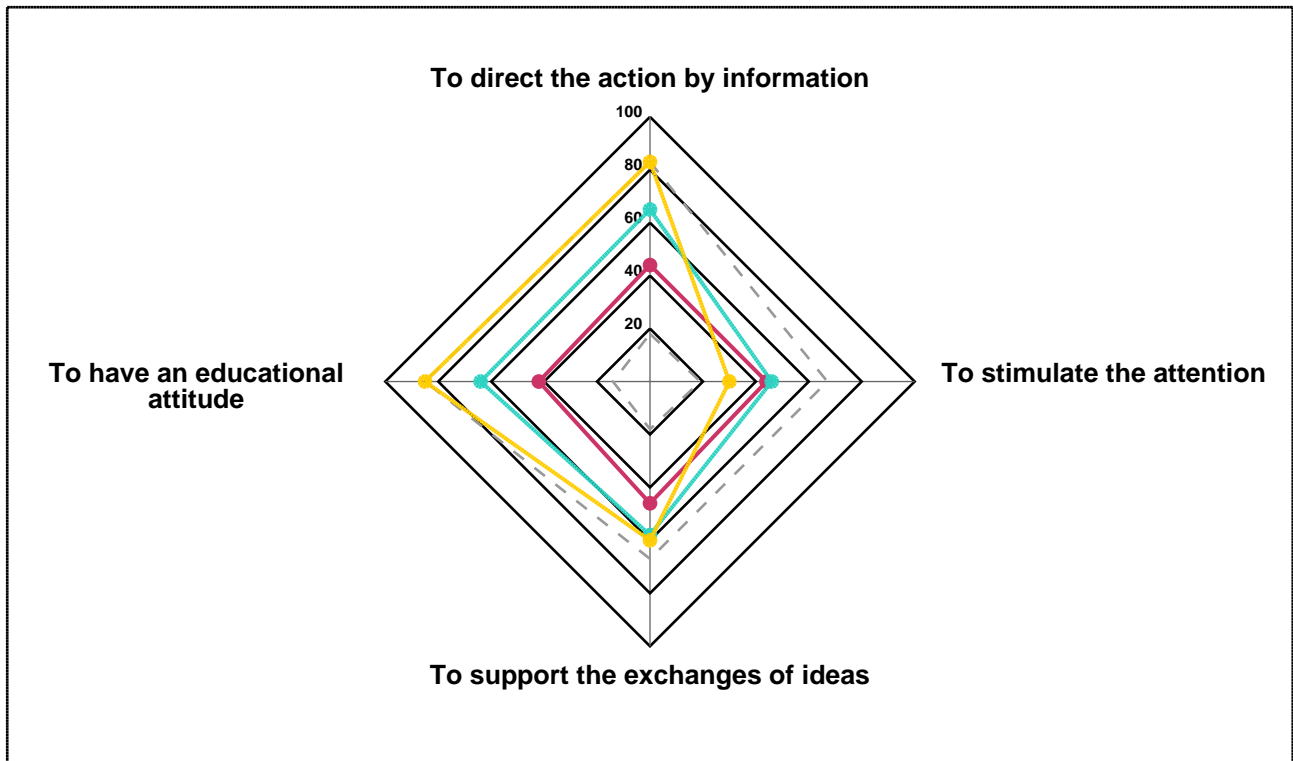 To direct the action by information
100
80
60
40
20
To have an educational
attitude
To stimulate the attention
To support the exchanges of ideas